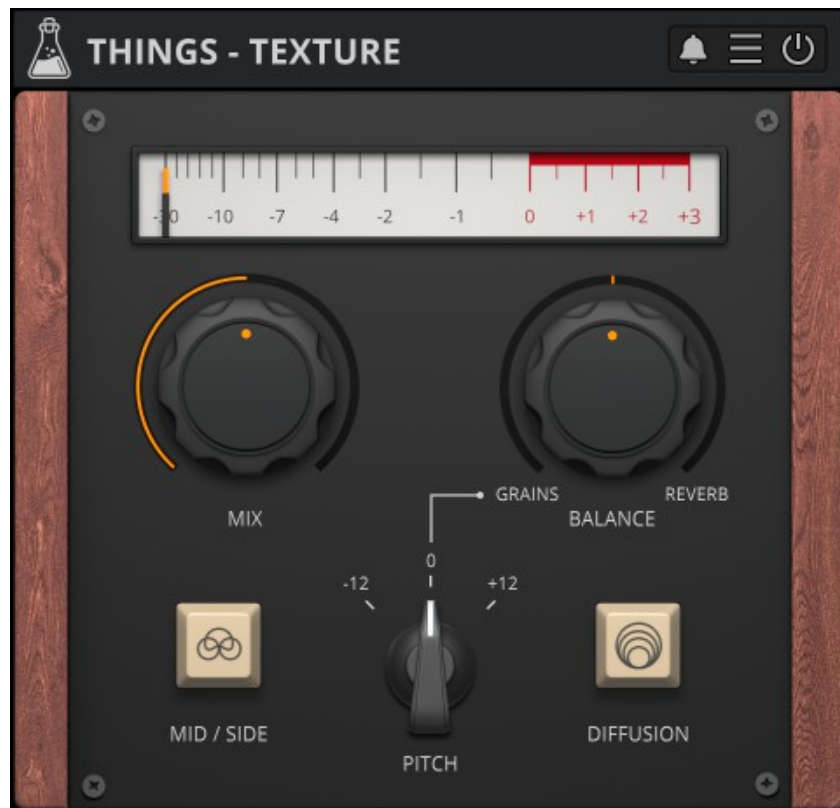 THINGS - TEXTURE
-30 -10 -7 -4 -2 -1 0 +1 +2 +3
GRAINS REVERB
MIX BALANCE
0
-12 +12
MID / SIDE DIFFUSION
PITCH